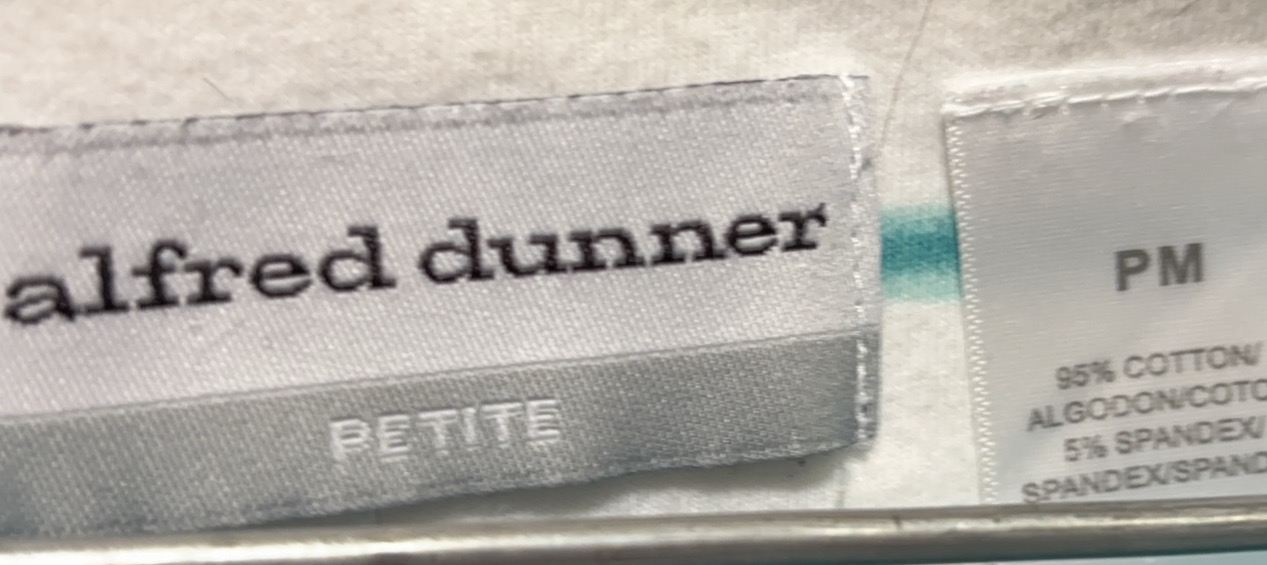 alfred dunner
PETITE
PM
95% COTTON/
ALGODON/COTO
5% SPANDEX/
SPANDEX/SPAND